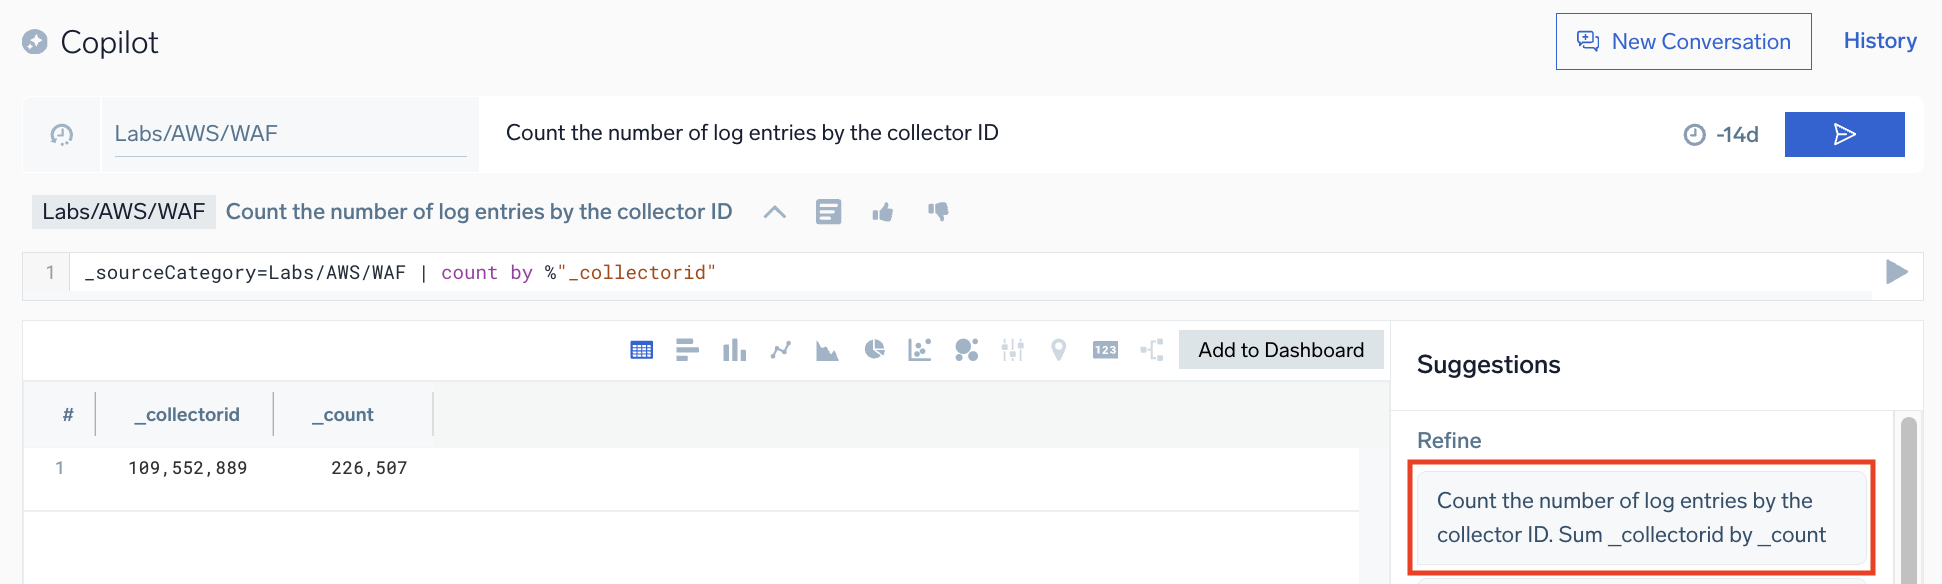 Copilot
New Conversation
History
Labs/AWS/WAF
Count the number of log entries by the collector ID
-14d
Labs/AWS/WAF Count the number of log entries by the collector ID
1 _sourceCategory=Labs/AWS/WAF | count by %"_collectorid"
123
Add to Dashboard
# _collectorid _count
1 109,552,889 226,507
Suggestions
Refine
Count the number of log entries by the
collector ID. Sum _collectorid by _count